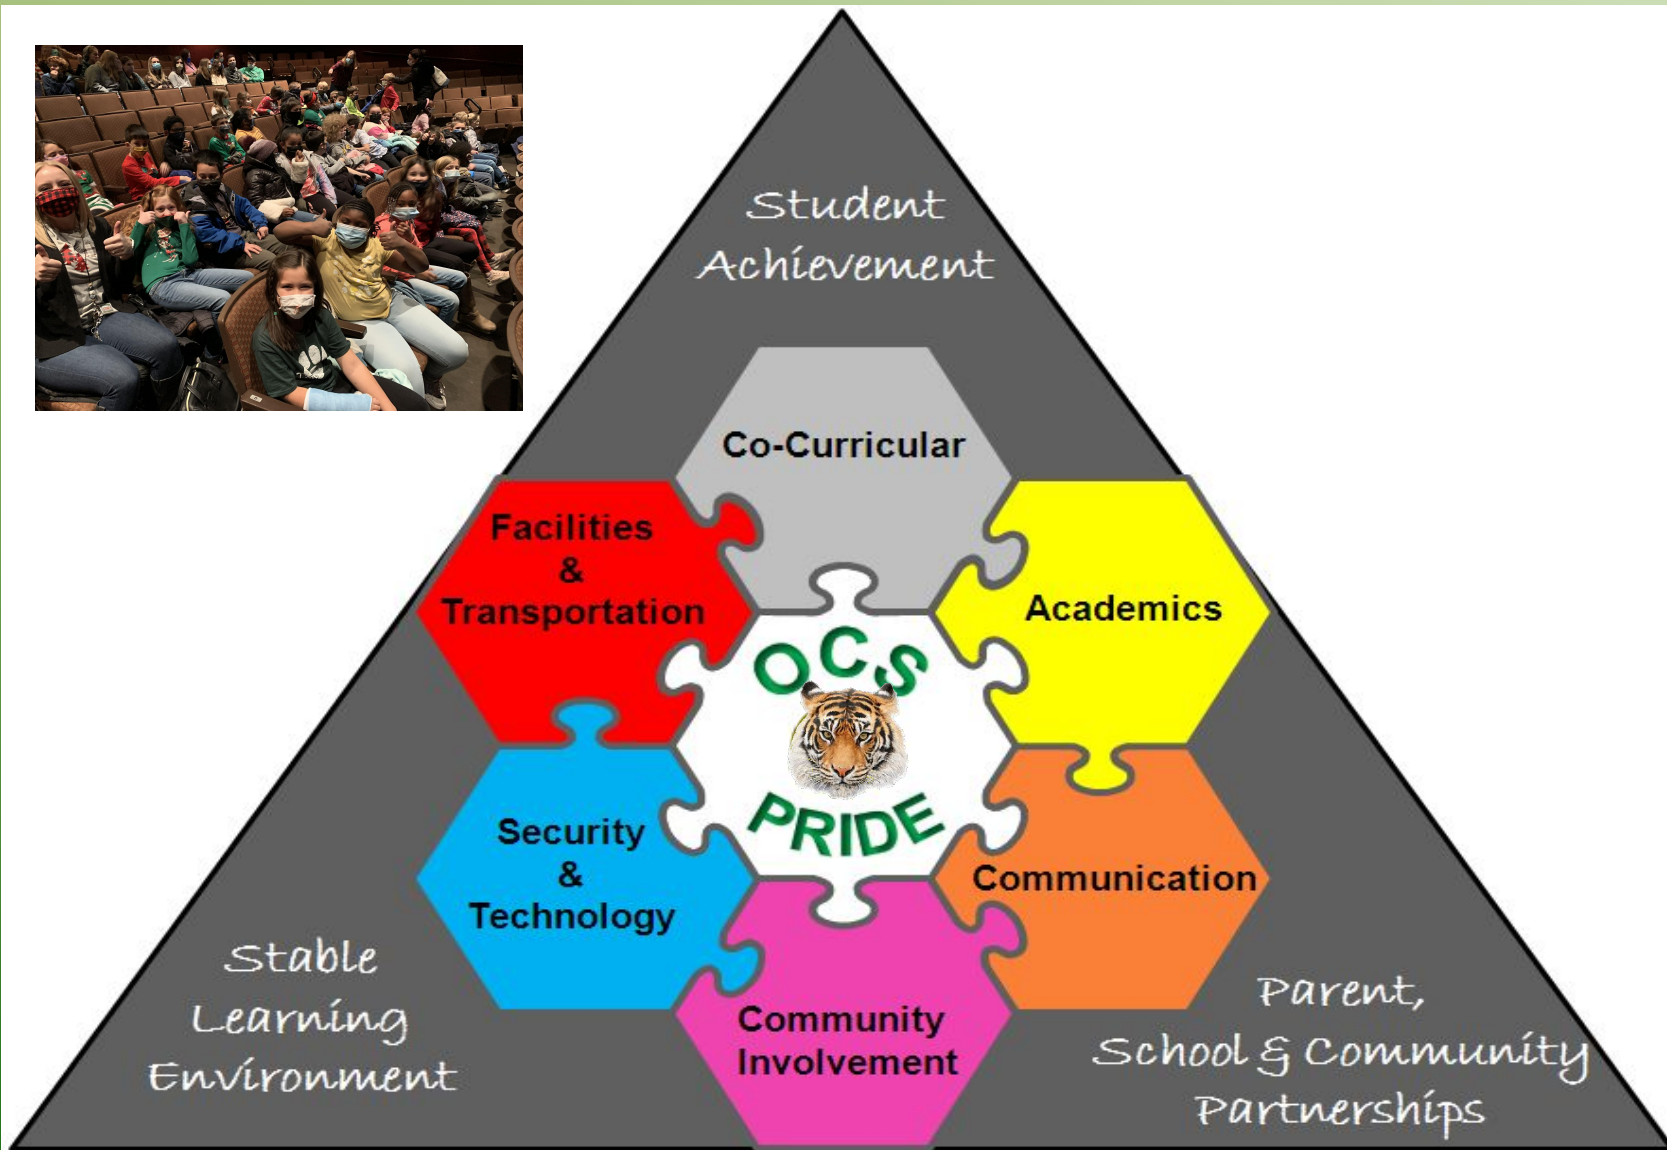 Student
Achievement
Co-Curricular
Facilities
&
Transportation
Academics
OCS
PRIDE
Security
&
Technology
Communication
Community
Involvement
Stable
Learning
Environment
Parent,
School & Community
Partnerships